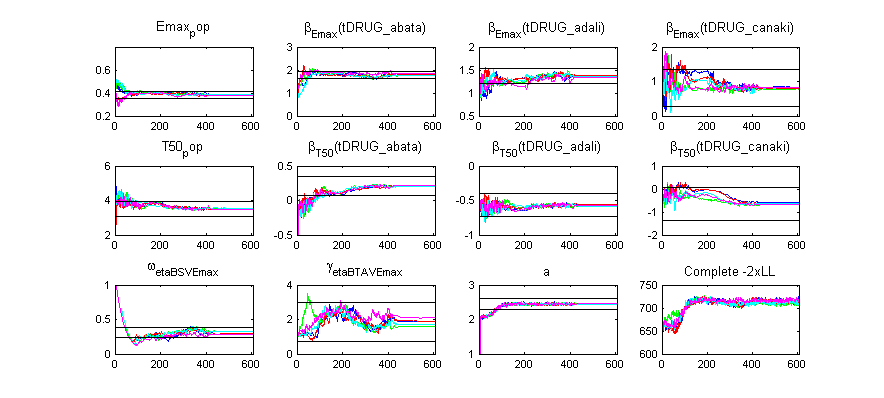 Emax_pop
β_Emax(tDRUG_abata)
β_Emax(tDRUG_adali)
β_Emax(tDRUG_canaki)
0.8
0.6
0.4
0.2
0 200 400 600
3
2
1
0
0 200 400 600
2
1.5
1
0.5
0 200 400 600
2
1
0
0 200 400 600
T50_pop
β_T50(tDRUG_abata)
β_T50(tDRUG_adali)
β_T50(tDRUG_canaki)
6
4
2
0 200 400 600
0.5
0
-0.5
0 200 400 600
0
-0.5
-1
0 200 400 600
1
0
-1
-2
0 200 400 600
ω_etaBSVEmax
γ_etaBTAVEmax
a
Complete -2xLL
1
0.5
0
0 200 400 600
4
2
0
0 200 400 600
3
2
1
0 200 400 600
750
700
650
600
0 200 400 600